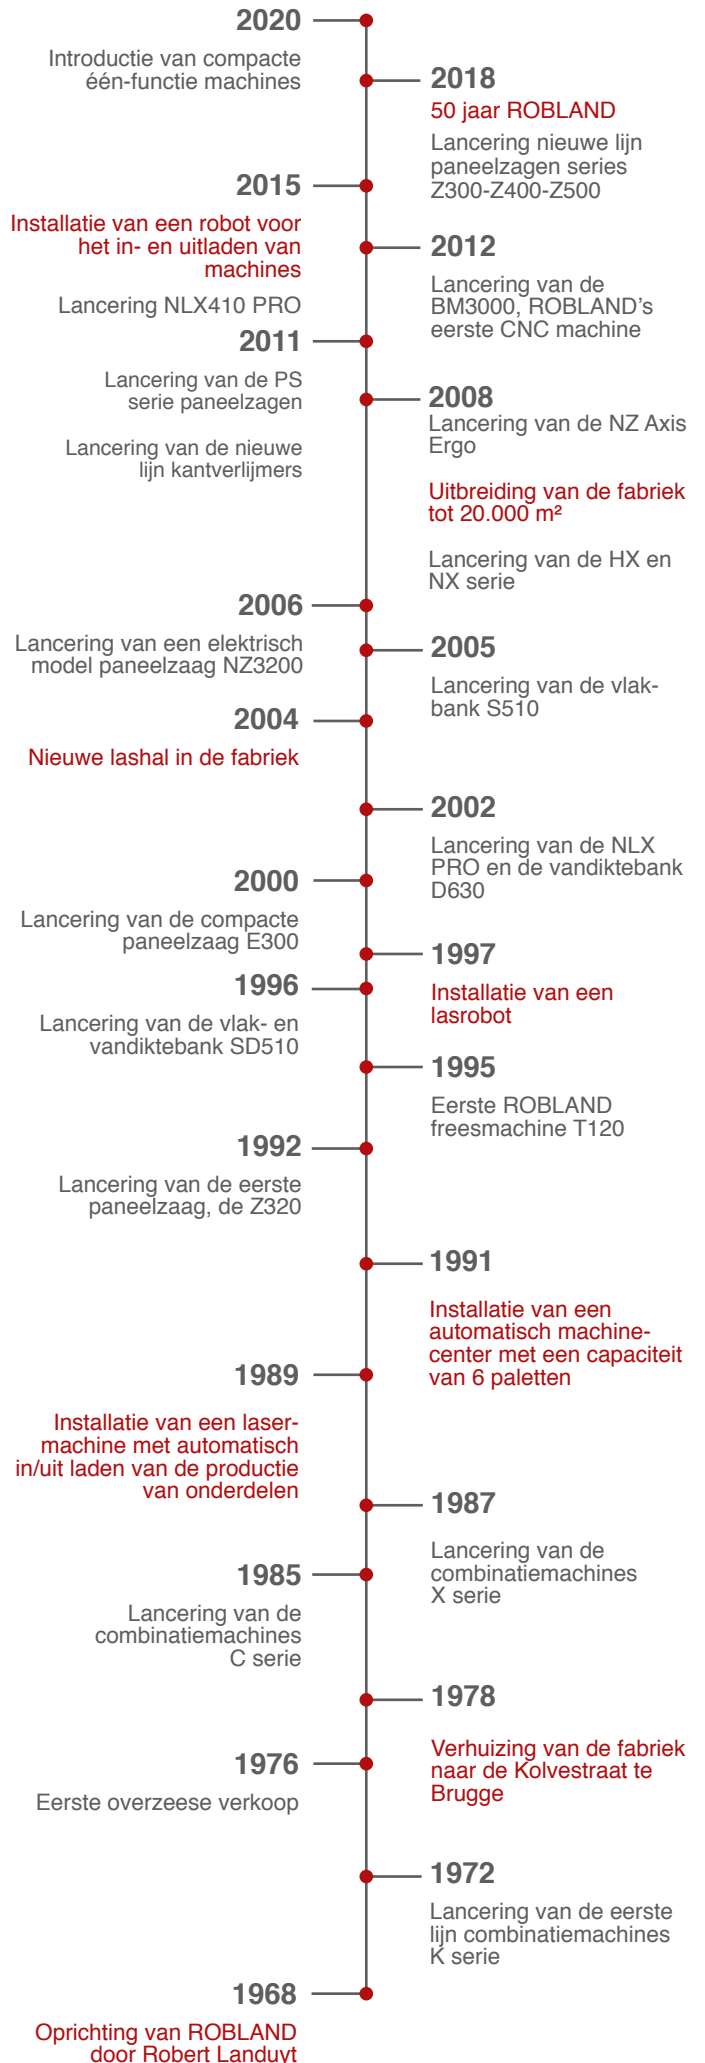 2020
Introductie van compacte
één-functie machines
2018
50 jaar ROBLAND
Lancering nieuwe lijn
paneelzagen series
Z300-Z400-Z500
2015
Installatie van een robot voor
het in- en uitladen van
machines
Lancering NLX410 PRO
2012
Lancering van de
BM3000, ROBLAND's
eerste CNC machine
2011
Lancering van de PS
serie paneelzagen
Lancering van de nieuwe
lijn kantverlijmers
2008
Lancering van de NZ Axis
Ergo
Uitbreiding van de fabriek
tot 20.000 m²
Lancering van de HX en
NX serie
2006
Lancering van een elektrisch
model paneelzaag NZ3200
2005
Lancering van de vlak-
bank S510
2004
Nieuwe lashal in de fabriek
2002
Lancering van de NLX
PRO en de vandiktebank
D630
2000
Lancering van de compacte
paneelzaag E300
1997
Installatie van een
lasrobot
1996
Lancering van de vlak- en
vandiktebank SD510
1995
Eerste ROBLAND
freesmachine T120
1992
Lancering van de eerste
paneelzaag, de Z320
1991
Installatie van een
automatisch machine-
center met een capaciteit
van 6 paletten
1989
Installatie van een laser-
machine met automatisch
in/uit laden van de productie
van onderdelen
1987
Lancering van de
combinatiemachines
X serie
1985
Lancering van de
combinatiemachines
C serie
1978
Verhuizing van de fabriek
naar de Kolvestraat te
Brugge
1976
Eerste overzeese verkoop
1972
Lancering van de eerste
lijn combinatiemachines
K serie
1968
Oprichting van ROBLAND
door Robert Landuyt